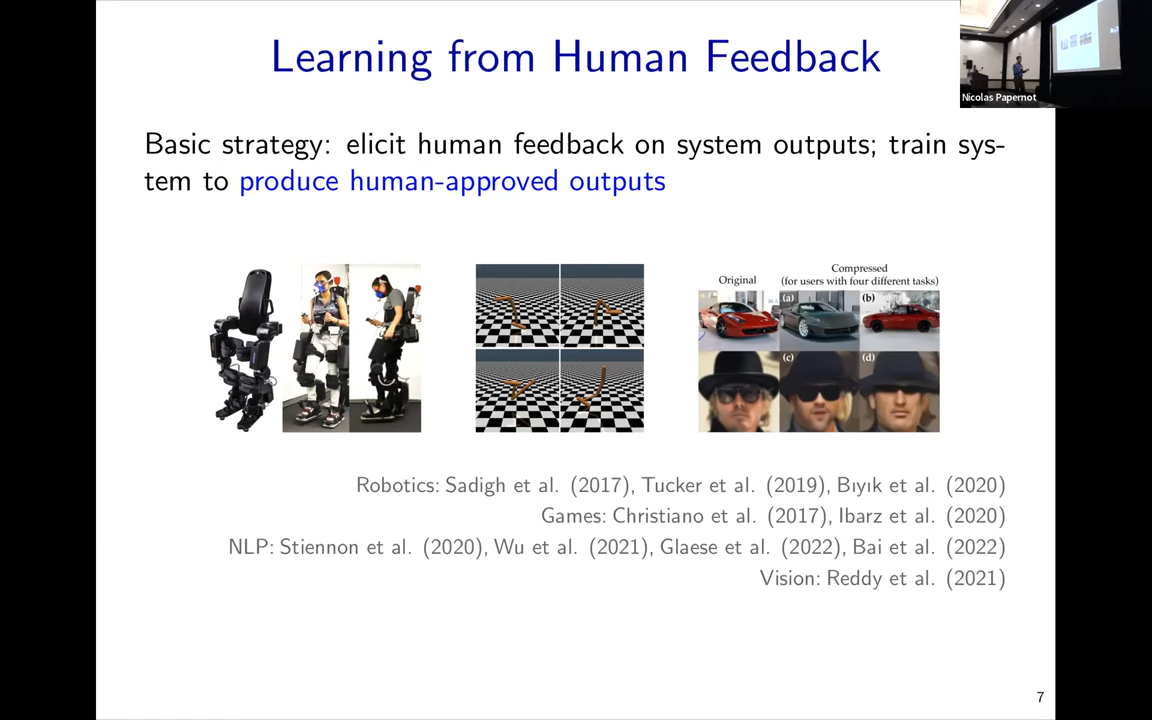 Learning from Human Feedback
Nicolas Papernot
Basic strategy: elicit human feedback on system outputs; train sys-
tem to produce human-approved outputs
Original
Compressed
(for users with four different tasks)
(a)
(b)
(c)
(d)
Robotics: Sadigh et al. (2017), Tucker et al. (2019), Bıyık et al. (2020)
Games: Christiano et al. (2017), Ibarz et al. (2020)
NLP: Stiennon et al. (2020), Wu et al. (2021), Glaese et al. (2022), Bai et al. (2022)
Vision: Reddy et al. (2021)
7